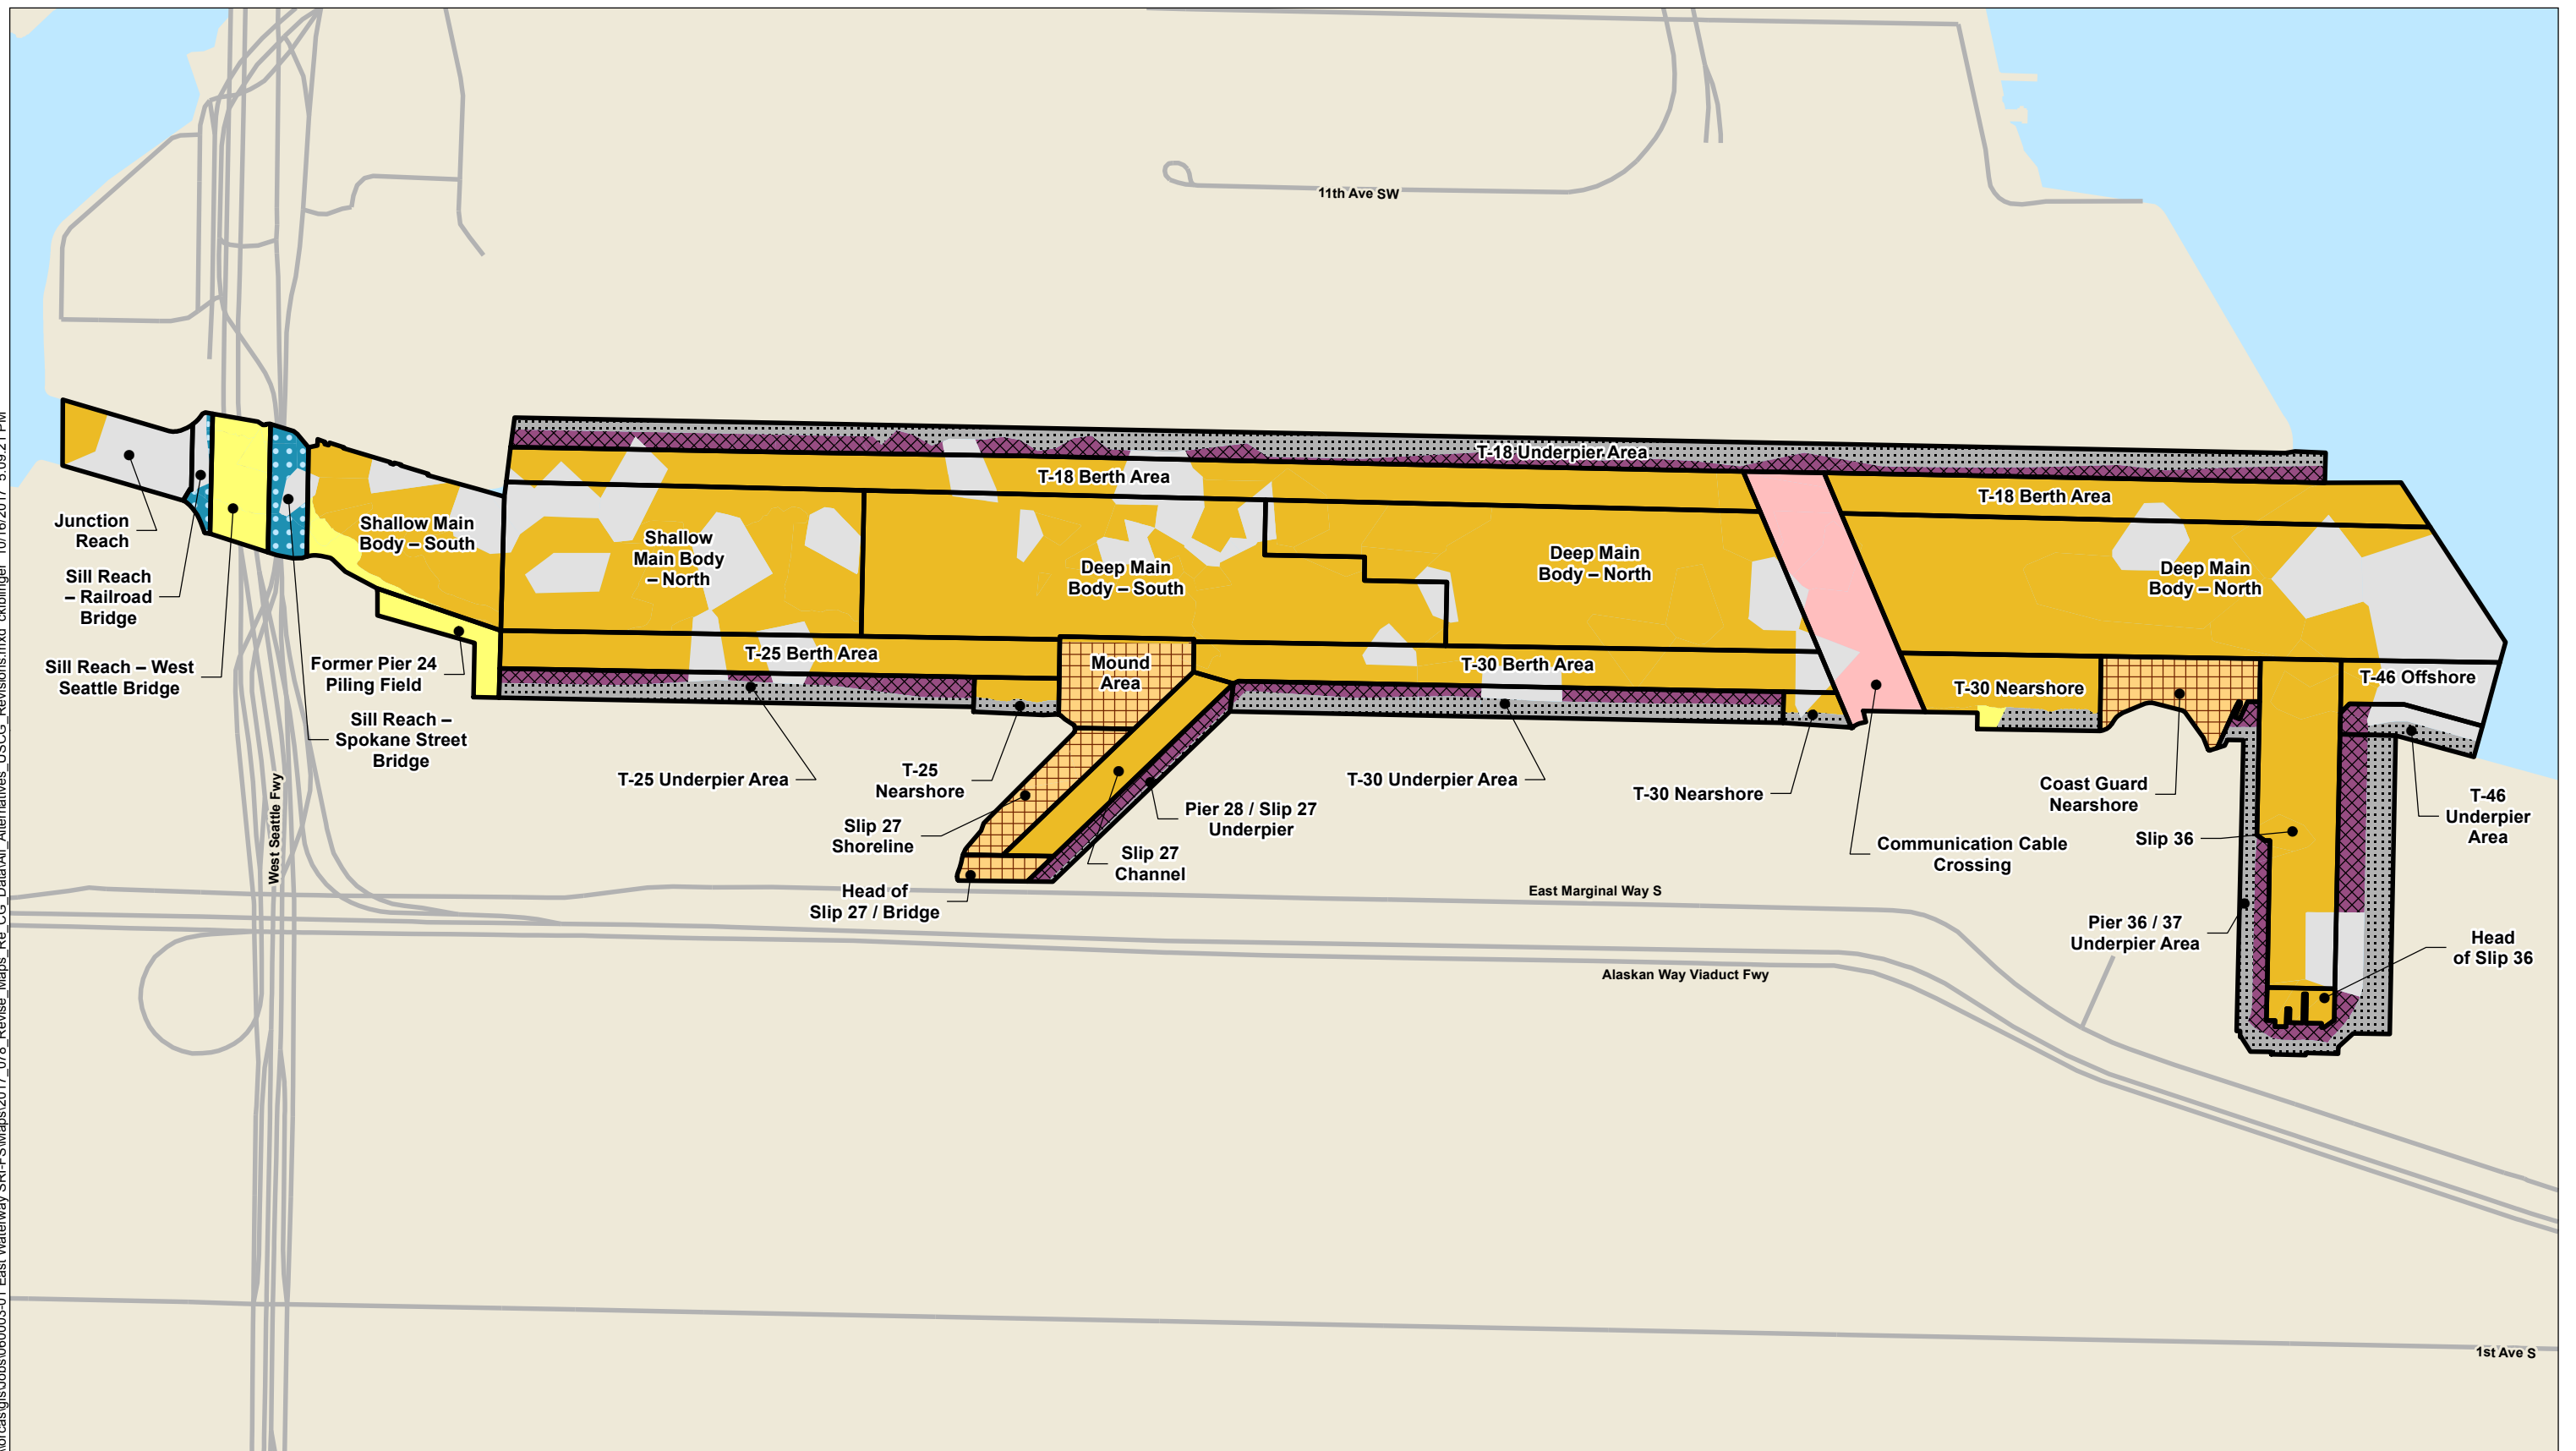 11th Ave SW
T-18 Underpier Area
T-18 Berth Area
T-18 Berth Area
Junction
Reach
Shallow Main
Body – South
Shallow
Main Body
– North
Deep Main
Body – South
Deep Main
Body – North
Deep Main
Body – North
Sill Reach
– Railroad
Bridge
Sill Reach – West
Seattle Bridge
Former Pier 24
Piling Field
Sill Reach –
Spokane Street
Bridge
T-25 Berth Area
Mound
Area
T-30 Berth Area
T-30 Nearshore
T-46 Offshore
T-25 Underpier Area
T-25
Nearshore
T-30 Underpier Area
T-30 Nearshore
Coast Guard
Nearshore
T-46
Underpier
Area
Slip 27
Shoreline
Pier 28 / Slip 27
Underpier
Slip 27
Channel
Communication Cable
Crossing
Slip 36
Head of
Slip 27 / Bridge
Pier 36 / 37
Underpier Area
Head
of Slip 36
West Seattle Fwy
East Marginal Way S
Alaskan Way Viaduct Fwy
1st Ave S